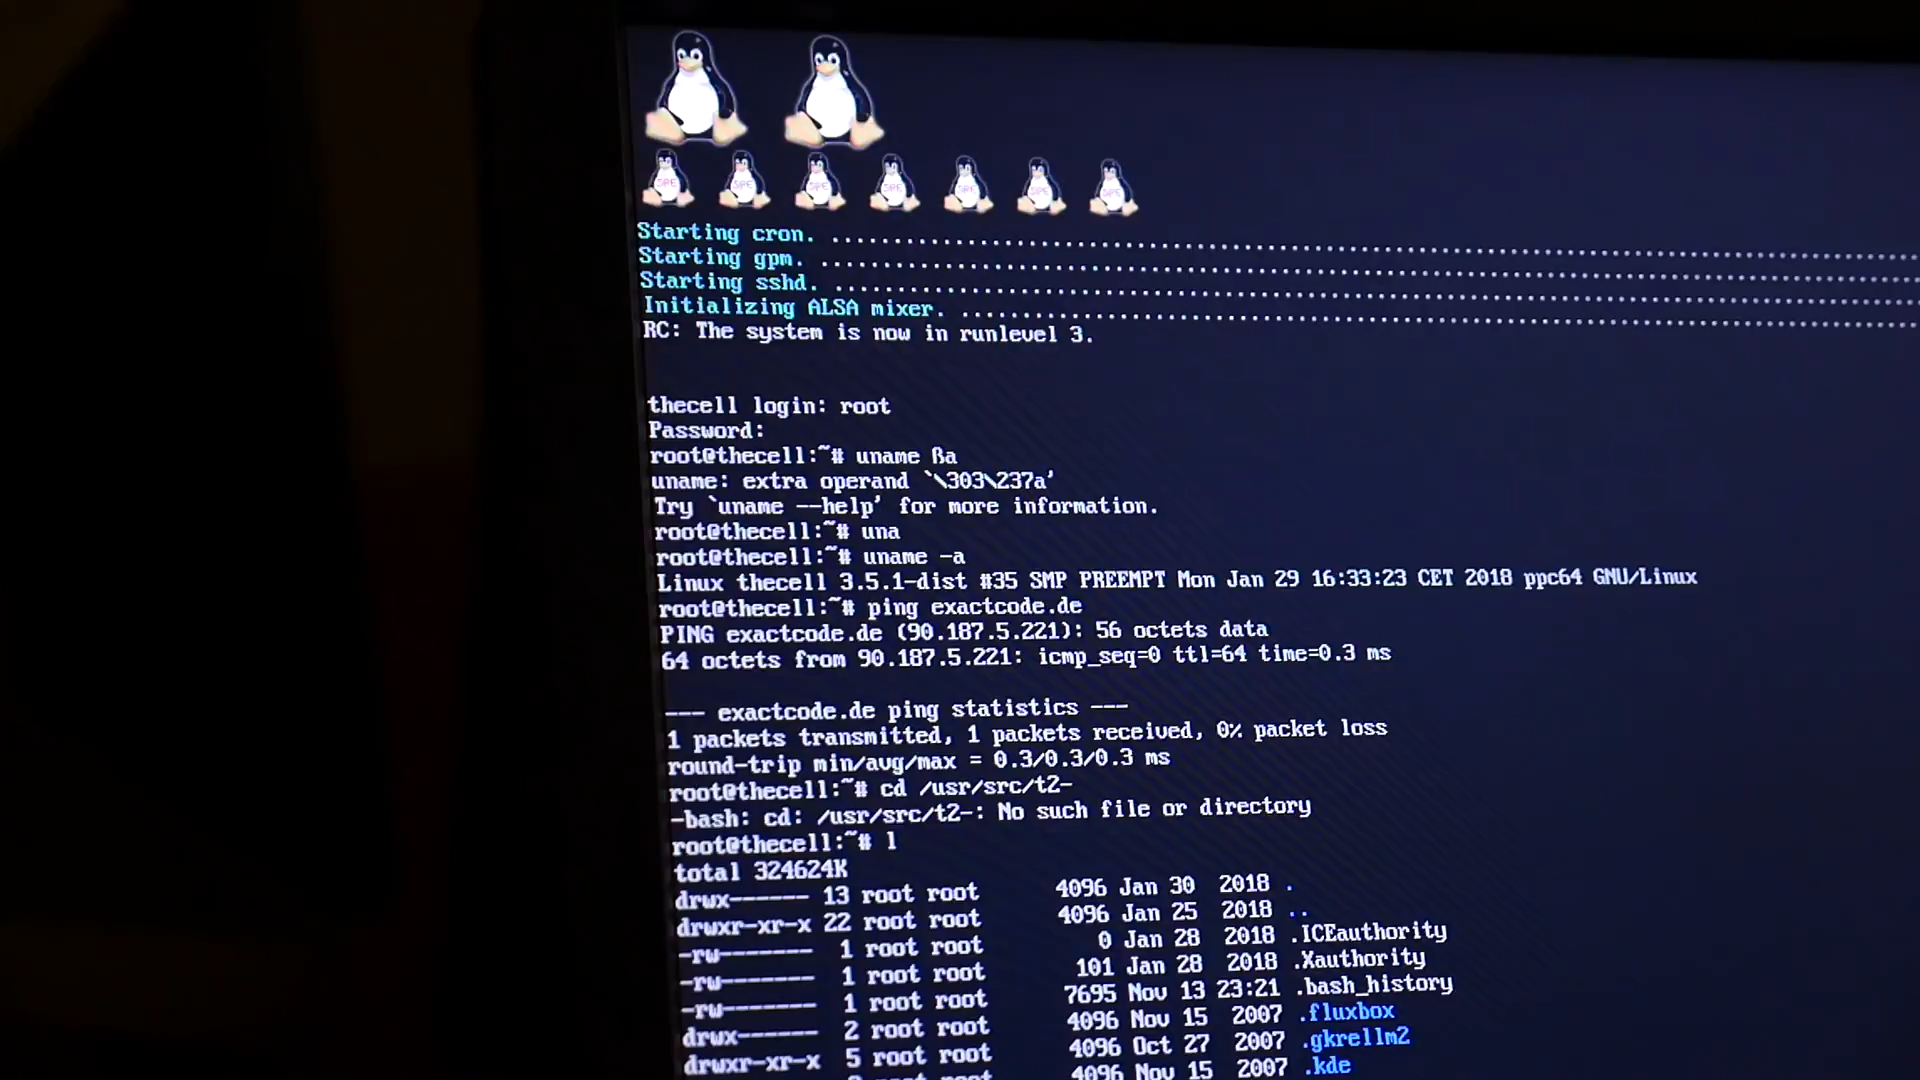 SPE SPE SPE SPE SPE SPE SPE
Starting cron. ................................................................
Starting gpm. ................................................................
Starting sshd. ................................................................
Initializing ALSA mixer. ................................................................
RC: The system is now in runlevel 3.
thecell login: root
Password:
root@thecell:~# uname ßa
uname: extra operand `\303\237a'
Try `uname --help' for more information.
root@thecell:~# una
root@thecell:~# uname -a
Linux thecell 3.5.1-dist #35 SMP PREEMPT Mon Jan 29 16:33:23 CET 2018 ppc64 GNU/Linux
root@thecell:~# ping exactcode.de
PING exactcode.de (90.187.5.221): 56 octets data
64 octets from 90.187.5.221: icmp_seq=0 ttl=64 time=0.3 ms
--- exactcode.de ping statistics ---
1 packets transmitted, 1 packets received, 0% packet loss
round-trip min/avg/max = 0.3/0.3/0.3 ms
root@thecell:~# cd /usr/src/t2-
-bash: cd: /usr/src/t2-: No such file or directory
root@thecell:~# l
total 324624K
drwx------ 13 root root 4096 Jan 30 2018 .
drwxr-xr-x 22 root root 4096 Jan 25 2018 ..
-rw------- 1 root root 0 Jan 28 2018 .ICEauthority
-rw------- 1 root root 101 Jan 28 2018 .Xauthority
-rw------- 1 root root 7695 Nov 13 23:21 .bash_history
drwx------ 2 root root 4096 Nov 15 2007 .fluxbox
drwxr-xr-x 5 root root 4096 Oct 27 2007 .gkrellm2
root root 4096 Nov 15 2007 .kde